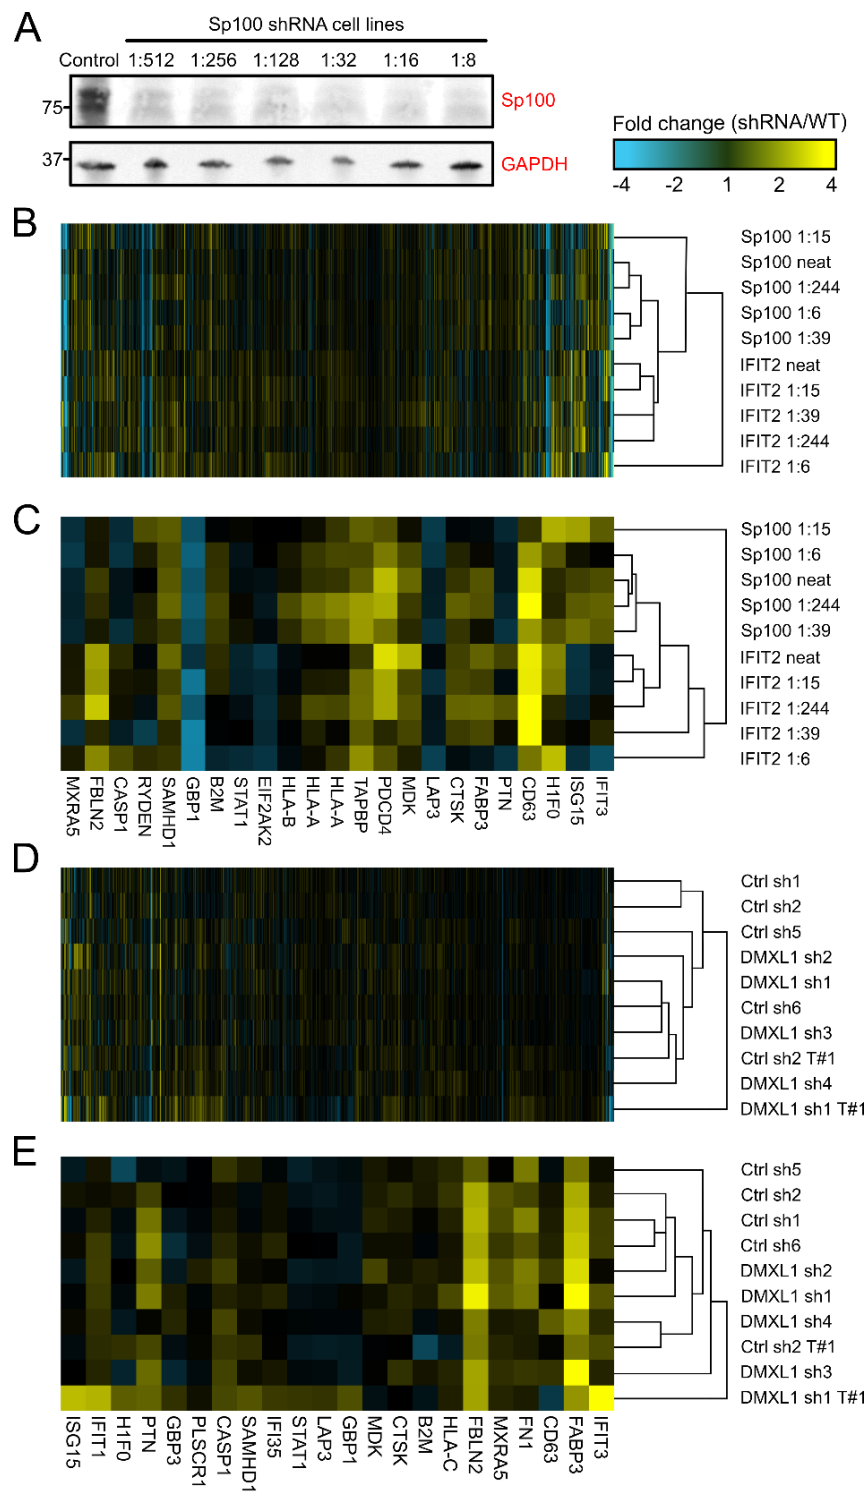 A
Sp100 shRNA cell lines
Control 1:512 1:256 1:128 1:32 1:16 1:8
75
Sp100
37
GAPDH
Fold change (shRNA/WT)
-4 -2 1 2 4
B
Sp100 1:15
Sp100 neat
Sp100 1:244
Sp100 1:6
Sp100 1:39
IFIT2 neat
IFIT2 1:15
IFIT2 1:39
IFIT2 1:244
IFIT2 1:6
C
Sp100 1:15
Sp100 1:6
Sp100 neat
Sp100 1:244
Sp100 1:39
IFIT2 neat
IFIT2 1:15
IFIT2 1:244
IFIT2 1:39
IFIT2 1:6
MXRA5 FBLN2 CASP1 RYDEN SAMHD1 GBP1 B2M STAT1 EIF2AK2 HLA-B HLA-A HLA-A TAPBP PDCD4 MDK LAP3 CTSK FABP3 PTN CD63 H1F0 ISG15 IFIT3
D
Ctrl sh1
Ctrl sh2
Ctrl sh5
DMXL1 sh2
DMXL1 sh1
Ctrl sh6
DMXL1 sh3
Ctrl sh2 T#1
DMXL1 sh4
DMXL1 sh1 T#1
E
Ctrl sh5
Ctrl sh2
Ctrl sh1
Ctrl sh6
DMXL1 sh2
DMXL1 sh1
DMXL1 sh4
Ctrl sh2 T#1
DMXL1 sh3
DMXL1 sh1 T#1
ISG15 IFIT1 H1F0 PTN GBP3 PLSCR1 CASP1 SAMHD1 IFI35 STAT1 LAP3 GBP1 MDK CTSK B2M HLA-C FBLN2 MXRA5 FN1 CD63 FABP3 IFIT3